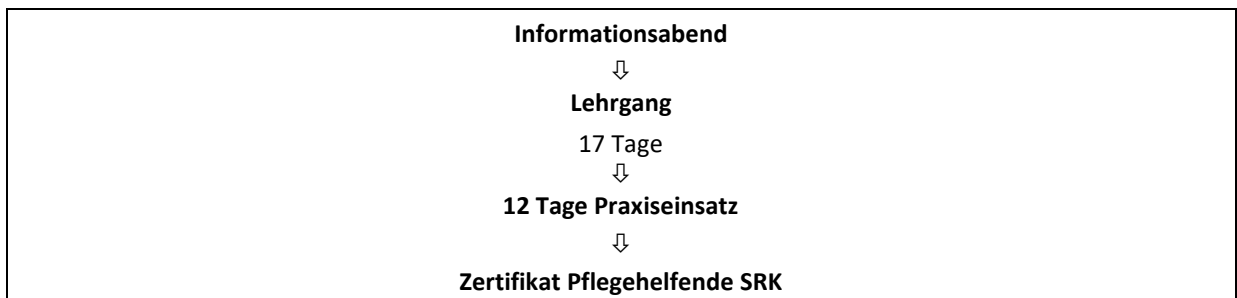 Informationsabend
⇩
Lehrgang
17 Tage
⇩
12 Tage Praxiseinsatz
⇩
Zertifikat Pflegehelfende SRK